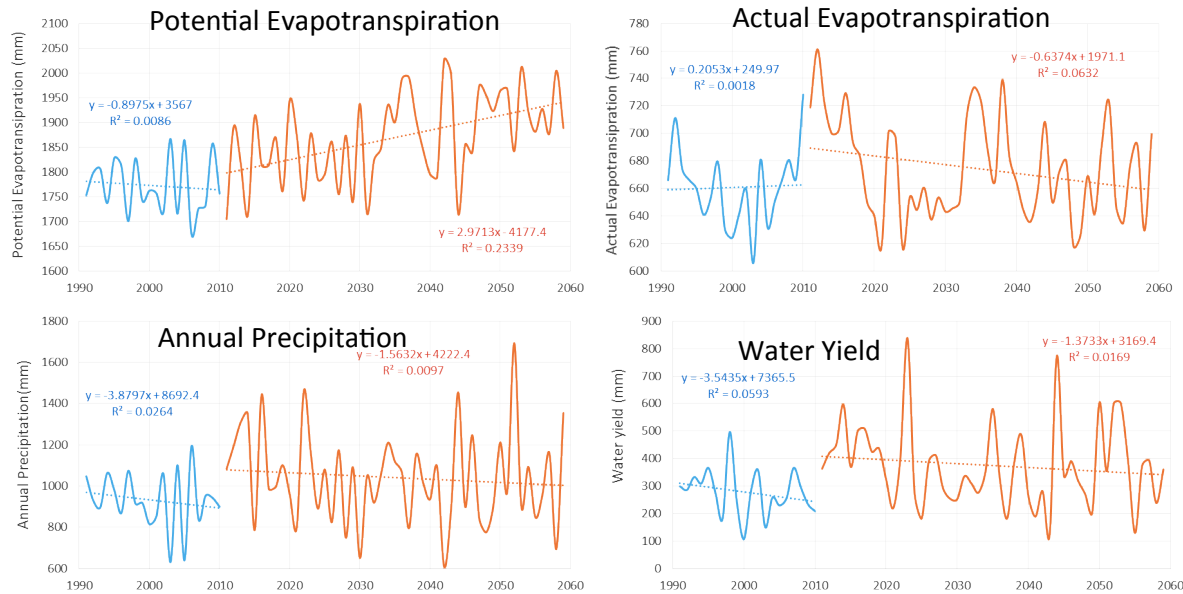 Potential Evapotranspiration
Potential Evapotransipration (mm)
2100
2050
2000
1950
1900
1850
1800
1750
1700
1650
1600
y = -0.8975x + 3567
R² = 0.0086
y = 2.9713x - 4177.4
R² = 0.2339
1990 2000 2010 2020 2030 2040 2050 2060
Actual Evapotranspiration
Actual Evapotransipration (mm)
780
760
740
720
700
680
660
640
620
600
y = 0.2053x + 249.97
R² = 0.0018
y = -0.6374x + 1971.1
R² = 0.0632
1990 2000 2010 2020 2030 2040 2050 2060
Annual Precipitation
Annual Precipitation(mm)
1800
1600
1400
1200
1000
800
600
y = -3.8797x + 8692.4
R² = 0.0264
y = -1.5632x + 4222.4
R² = 0.0097
1990 2000 2010 2020 2030 2040 2050 2060
Water Yield
Water yield (mm)
900
800
700
600
500
400
300
200
100
0
y = -3.5435x + 7365.5
R² = 0.0593
y = -1.3733x + 3169.4
R² = 0.0169
1990 2000 2010 2020 2030 2040 2050 2060